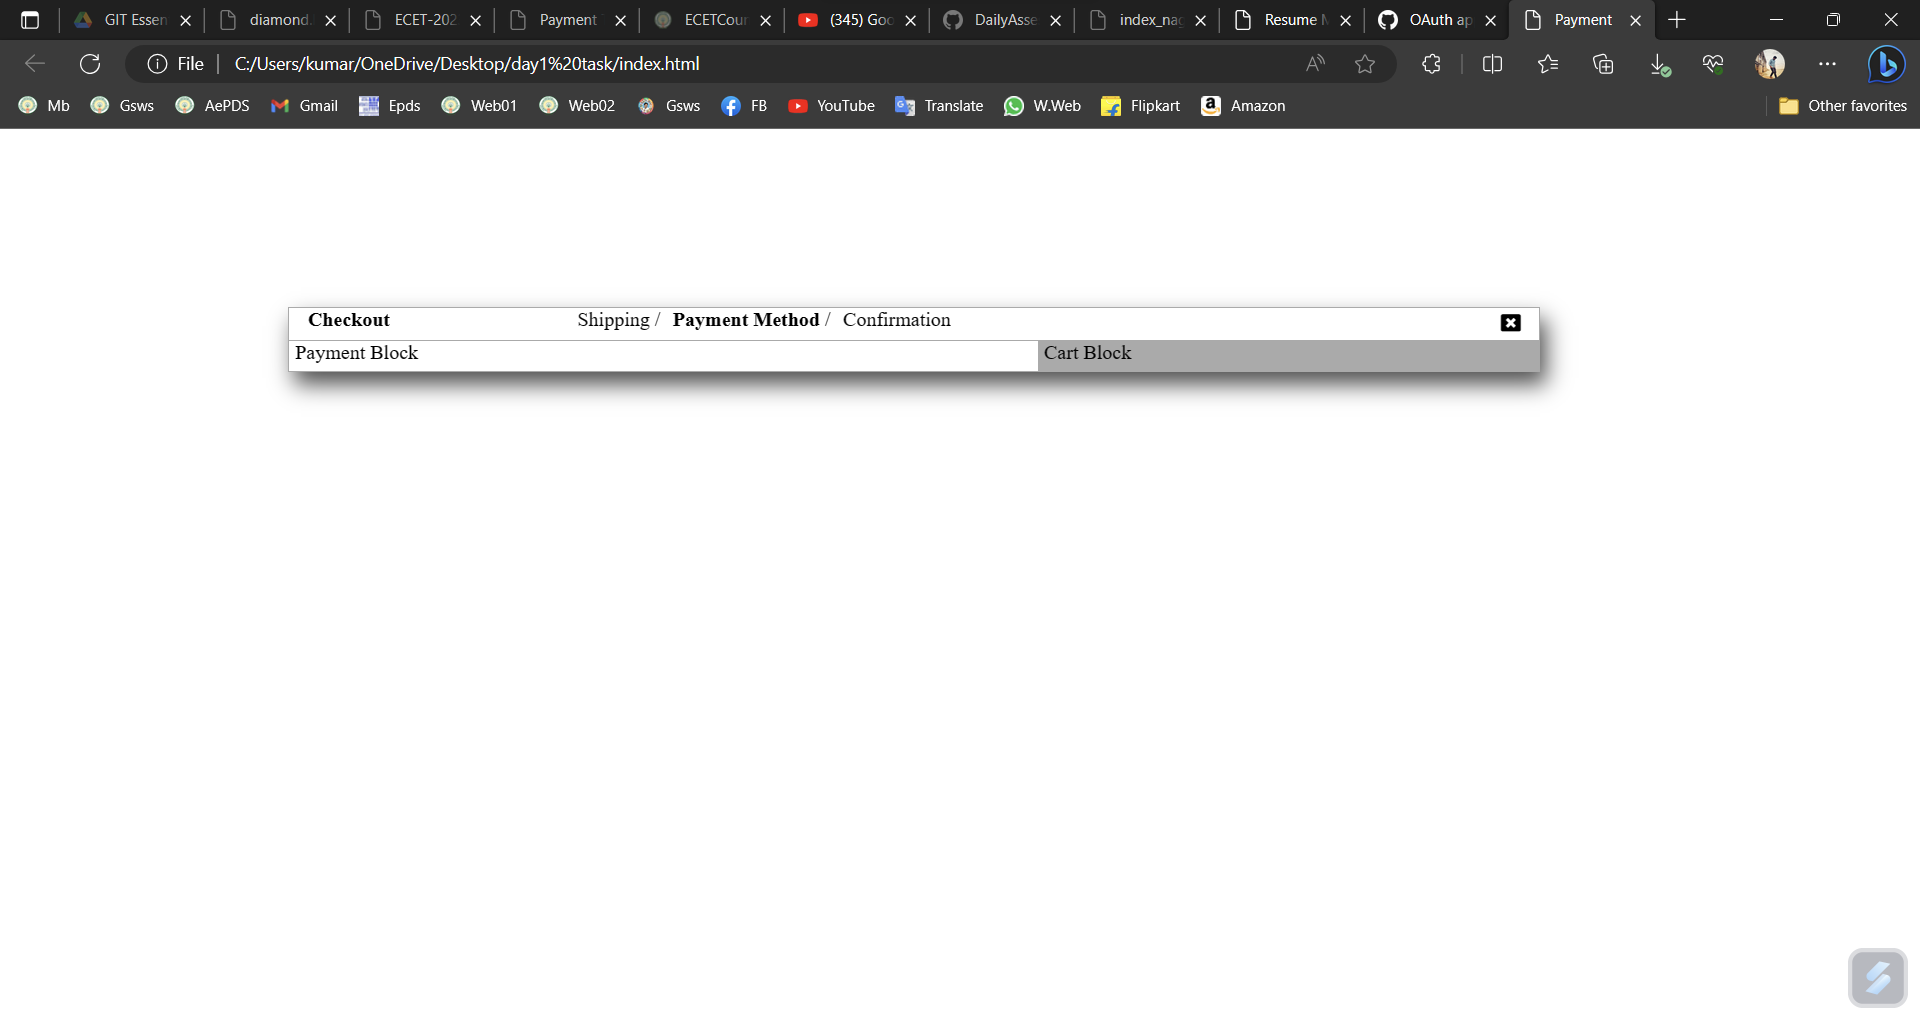 GIT Essen diamond. ECET-202 Payment ECETCour (345) Goo DailyAsse index_nag Resume M OAuth ap Payment
File C:/Users/kumar/OneDrive/Desktop/day1%20task/index.html
Mb Gsws AePDS Gmail Epds Web01 Web02 Gsws FB YouTube Translate W.Web Flipkart Amazon Other favorites
Checkout Shipping / Payment Method / Confirmation
Payment Block Cart Block